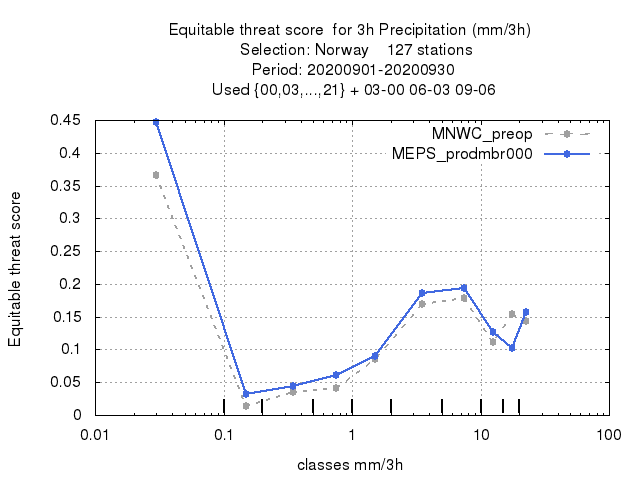 Equitable threat score  for 3h Precipitation (mm/3h)
Selection: Norway    127 stations
Period: 20200901-20200930
Used {00,03,...,21} + 03-00 06-03 09-06
MNWC_preop
MEPS_prodmbr000
Equitable threat score
0.45
0.4
0.35
0.3
0.25
0.2
0.15
0.1
0.05
0
0.01 0.1 1 10 100
classes mm/3h